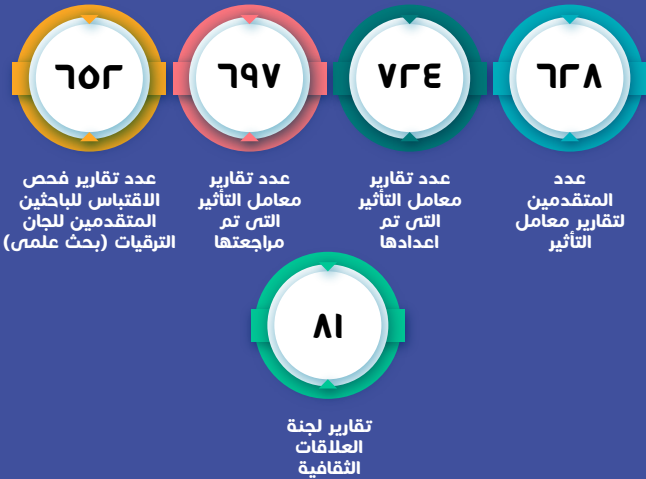 ٦٢٨
عدد
المتقدمين
لتقارير معامل
التأثير
٧٢٤
عدد تقارير
معامل التأثير
التى تم
اعدادها
٦٩٧
عدد تقارير
معامل التأثير
التى تم
مراجعتها
٦٥٢
عدد تقارير فحص
الاقتباس للباحثين
المتقدمين للجان
الترقيات (بحث علمى)
٨١
تقارير لجنة
العلاقات
الثقافية